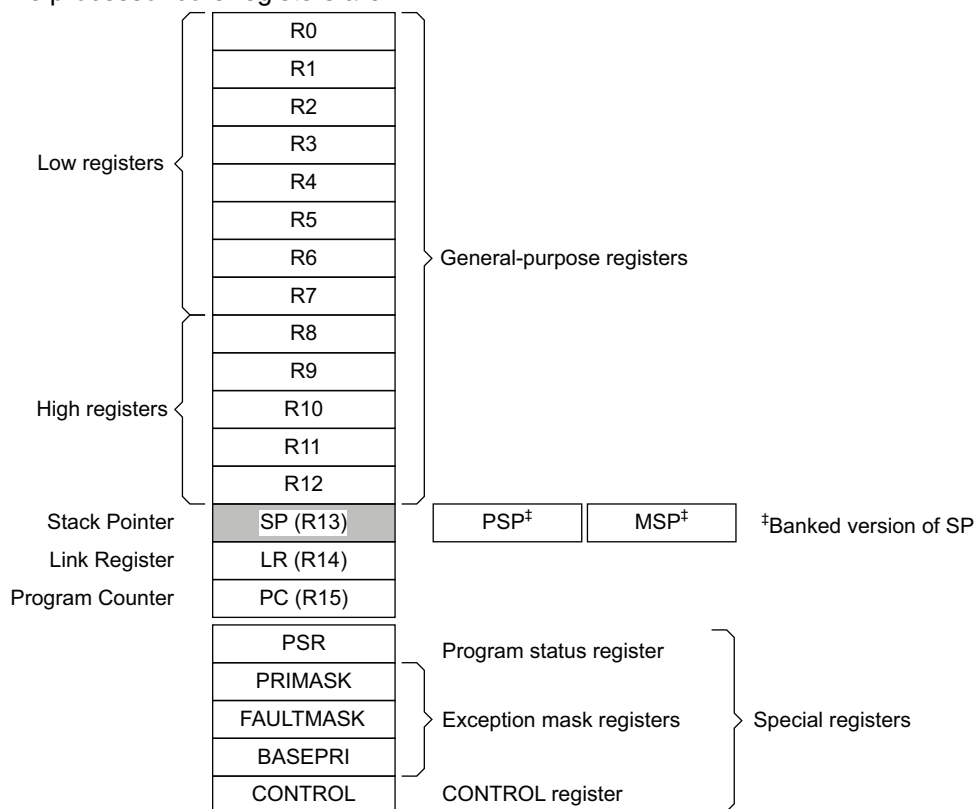 R0
R1
R2
R3
Low registers
R4
R5
R6
General-purpose registers
R7
R8
R9
High registers
R10
R11
R12
Stack Pointer SP (R13) PSP‡ MSP‡ ‡Banked version of SP
Link Register LR (R14)
Program Counter PC (R15)
PSR Program status register
PRIMASK
FAULTMASK Exception mask registers Special registers
BASEPRI
CONTROL CONTROL register